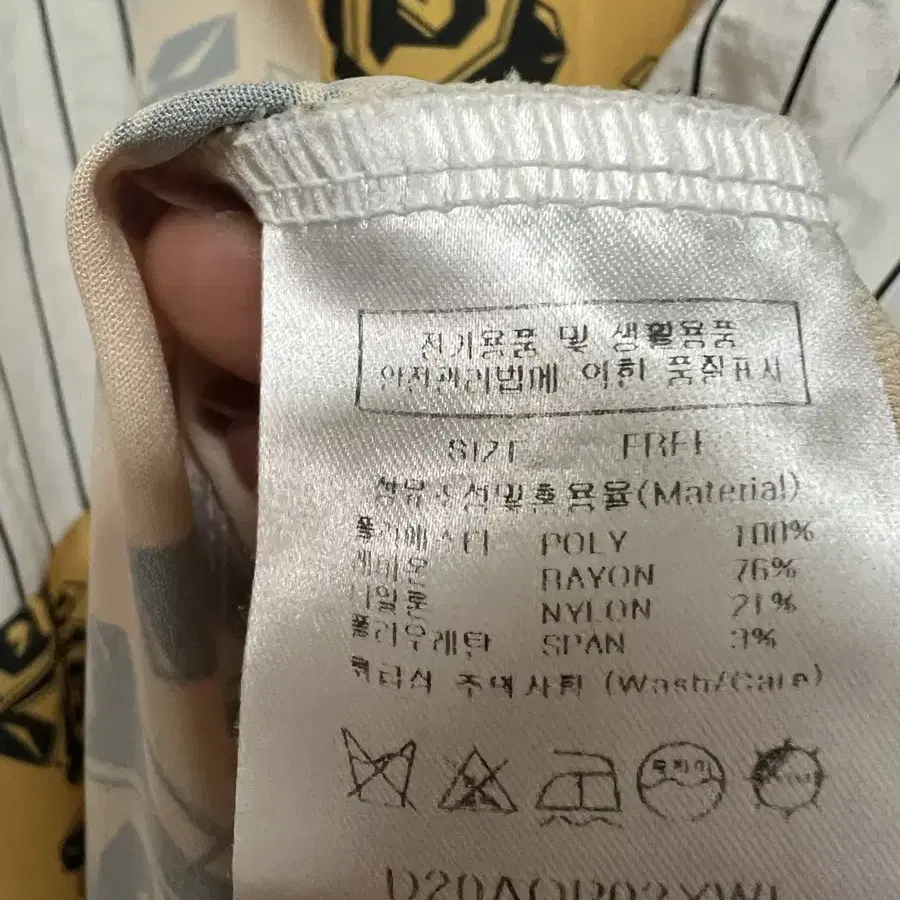 전기용품 및 생활용품
안전관리법에 의한 품질표시
SIZE FREE
섬유조성및혼용율(Material)
폴리에스터 POLY 100%
레이온 RAYON 76%
나일론 NYLON 21%
폴리우레탄 SPAN 3%
취급시 주의사항 (Wash/Care)
드라이